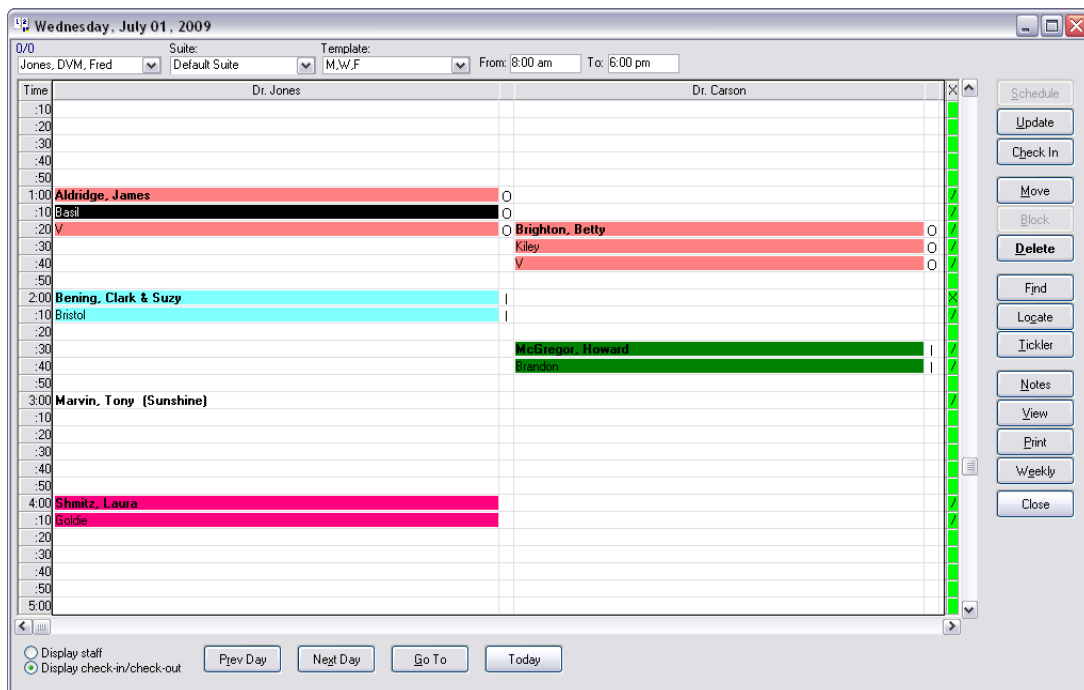 Wednesday, July 01, 2009
0/0 Suite: Template:
Jones, DVM, Fred Default Suite M,W,F From: 8:00 am To: 6:00 pm
Time Dr. Jones Dr. Carson X Schedule
:10
:20 Update
:30
:40 Check In
:50
1:00 Aldridge, James O / Move
:10 Basil O /
:20 V O Brighton, Betty O / Block
:30 Kiley O / Delete
:40 V O /
:50 Find
2:00 Bening, Clark & Suzy I X
:10 Bristol I / Locate
:20
:30 McGregor, Howard I / Tickler
:40 Brandon I /
:50 Notes
3:00 Marvin, Tony (Sunshine) /
:10 View
:20
:30 Print
:40
:50 Weekly
4:00 Shmitz, Laura / Close
:10 Goldie /
:20
:30
:40
:50
5:00
Display staff
Display check-in/check-out Prev Day Next Day Go To Today